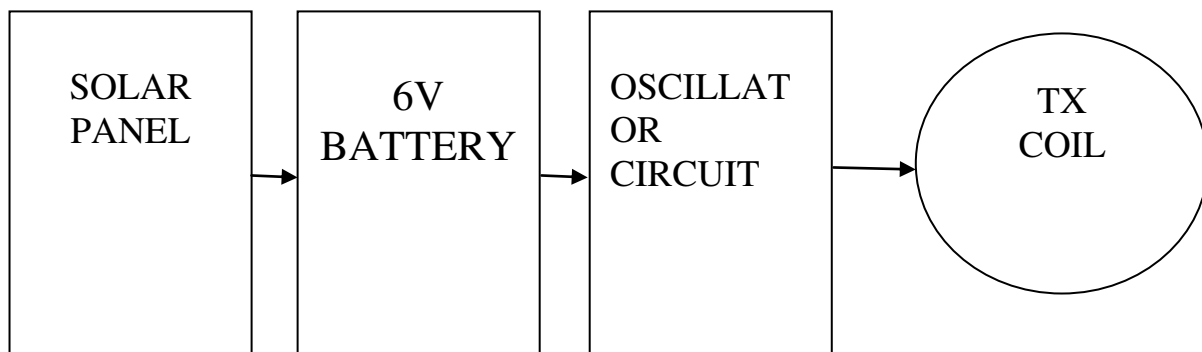 SOLAR
PANEL
6V
BATTERY
OSCILLAT
OR
CIRCUIT
TX
COIL